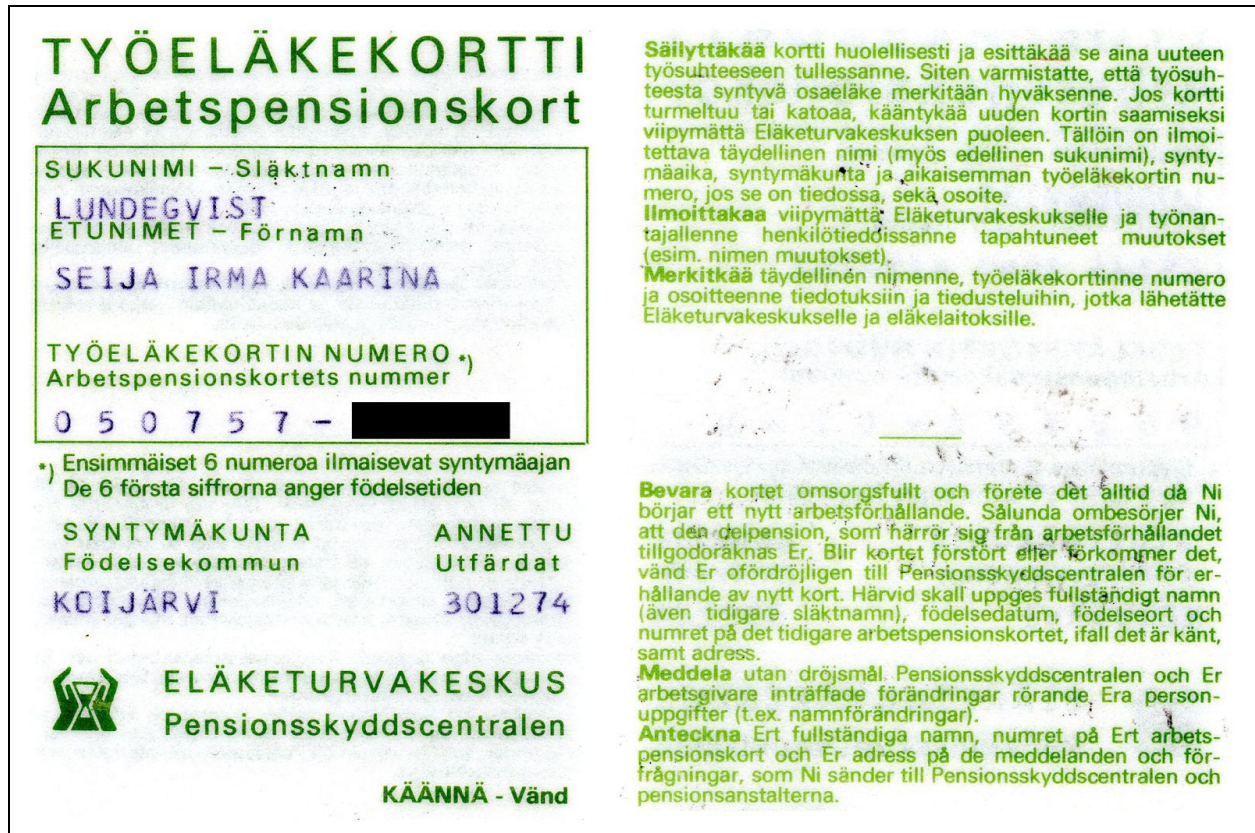 TYÖELÄKEKORTTI
Arbetspensionskort
SUKUNIMI – Släktnamn
LUNDEGVIST
ETUNIMET – Förnamn
SEIJA IRMA KAARINA
TYÖELÄKEKORTIN NUMERO *)
Arbetspensionskortets nummer
0 5 0 7 5 7 –
*) Ensimmäiset 6 numeroa ilmaisevat syntymäajan
De 6 första siffrorna anger födelsetiden
SYNTYMÄKUNTA ANNETTU
Födelsekommun Utfärdat
KOIJÄRVI 301274
ELÄKETURVAKESKUS
Pensionsskyddscentralen
KÄÄNNÄ - Vänd
Säilyttäkää kortti huolellisesti ja esittäkää se aina uuteen
työsuhteeseen tullessanne. Siten varmistatte, että työsuh-
teesta syntyvä osaeläke merkitään hyväksenne. Jos kortti
turmeltuu tai katoaa, kääntykää uuden kortin saamiseksi
viipymättä Eläketurvakeskuksen puoleen. Tällöin on ilmoi-
tettava täydellinen nimi (myös edellinen sukunimi), synty-
mäaika, syntymäkunta ja aikaisemman työeläkekortin nu-
mero, jos se on tiedossa, sekä osoite.
Ilmoittakaa viipymättä Eläketurvakeskukselle ja työnan-
tajallenne henkilötiedoissanne tapahtuneet muutokset
(esim. nimen muutokset).
Merkitkää täydellinen nimenne, työeläkekorttinne numero
ja osoitteenne tiedotuksiin ja tiedusteluihin, jotka lähetätte
Eläketurvakeskukselle ja eläkelaitoksille.
Bevara kortet omsorgsfullt och förete det alltid då Ni
börjar ett nytt arbetsförhållande. Sålunda ombesörjer Ni,
att den delpension, som härrör sig från arbetsförhållandet
tillgodoräknas Er. Blir kortet förstört eller förkommer det,
vänd Er ofördröjligen till Pensionsskyddscentralen för er-
hållande av nytt kort. Härvid skall uppges fullständigt namn
(även tidigare släktnamn), födelsedatum, födelseort och
numret på det tidigare arbetspensionskortet, ifall det är känt,
samt adress.
Meddela utan dröjsmål Pensionsskyddscentralen och Er
arbetsgivare inträffade förändringar rörande Era person-
uppgifter (t.ex. namnförändringar).
Anteckna Ert fullständiga namn, numret på Ert arbets-
pensionskort och Er adress på de meddelanden och för-
frågningar, som Ni sänder till Pensionsskyddscentralen och
pensionsanstalterna.